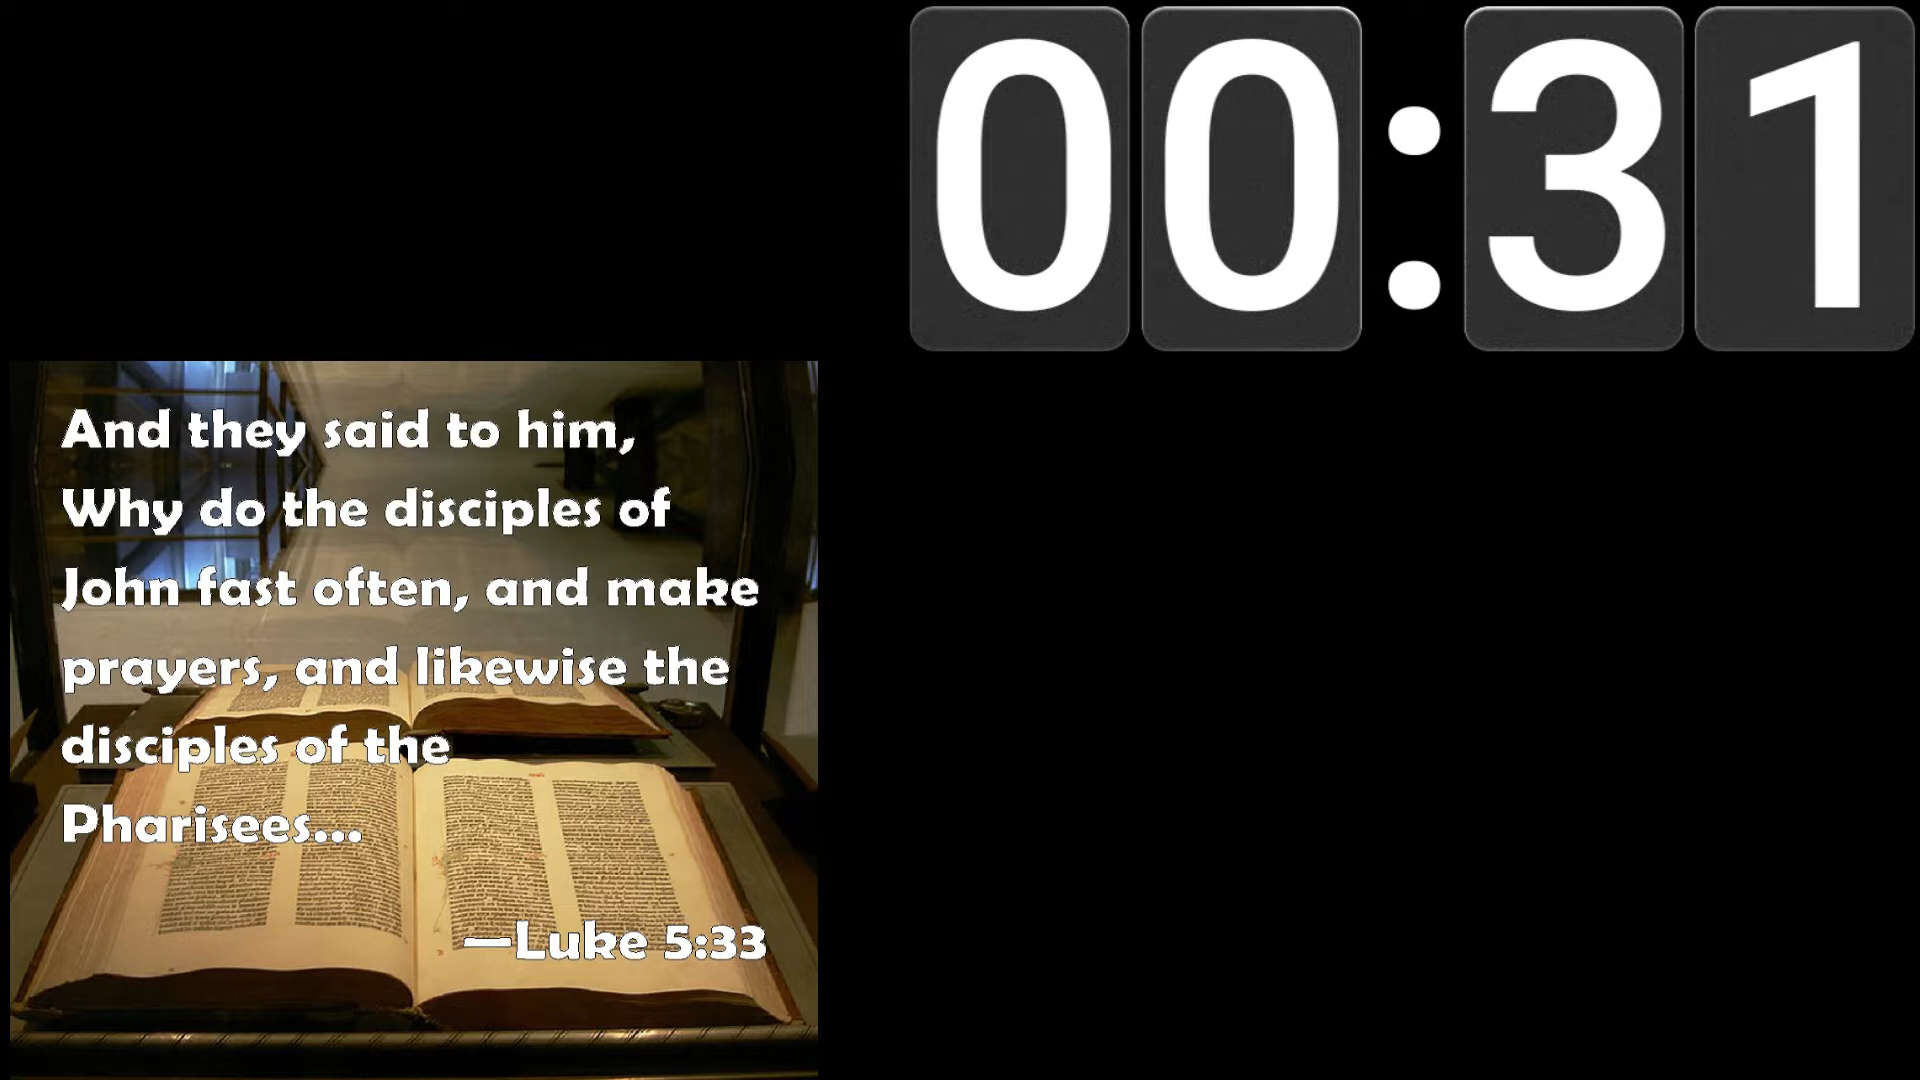 00:31
And they said to him,
Why do the disciples of
John fast often, and make
prayers, and likewise the
disciples of the
Pharisees...
—Luke 5:33